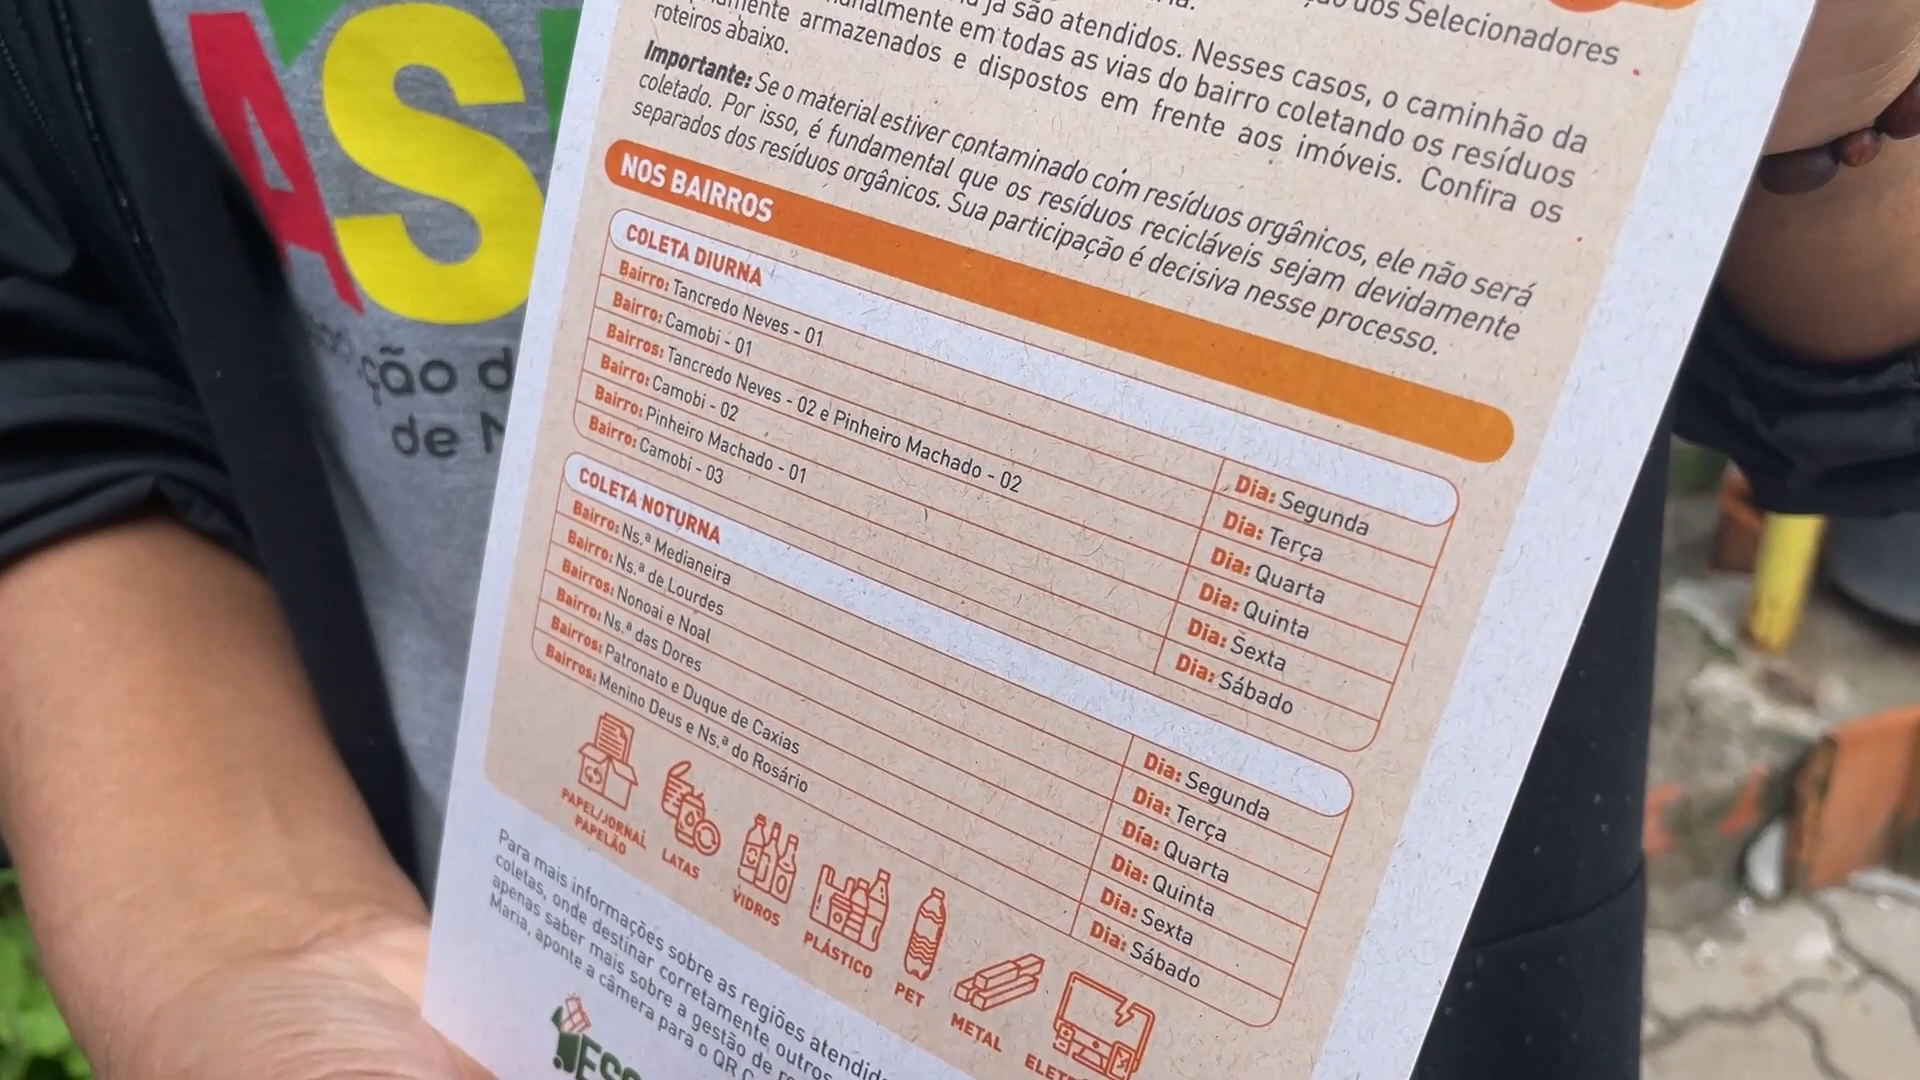 AS
ção d
de N
dos Selecionadores
já são atendidos. Nesses casos, o caminhão da
em todas as vias do bairro coletando os resíduos
armazenados e dispostos em frente aos imóveis. Confira os
roteiros abaixo.
Importante: Se o material estiver contaminado com resíduos orgânicos, ele não será
coletado. Por isso, é fundamental que os resíduos recicláveis sejam devidamente
separados dos resíduos orgânicos. Sua participação é decisiva nesse processo.
NOS BAIRROS
COLETA DIURNA
Bairro: Tancredo Neves - 01 Dia: Segunda
Bairro: Camobi - 01 Dia: Terça
Bairros: Tancredo Neves - 02 e Pinheiro Machado - 02 Dia: Quarta
Bairro: Camobi - 02 Dia: Quinta
Bairro: Pinheiro Machado - 01 Dia: Sexta
Bairro: Camobi - 03 Dia: Sábado
COLETA NOTURNA
Bairro: Ns.ª Medianeira Dia: Segunda
Bairro: Ns.ª de Lourdes Dia: Terça
Bairros: Nonoai e Noal Dia: Quarta
Bairro: Ns.ª das Dores Dia: Quinta
Bairros: Patronato e Duque de Caxias Dia: Sexta
Bairros: Menino Deus e Ns.ª do Rosário Dia: Sábado
PAPEL/JORNAL
PAPELÃO
LATAS
VIDROS
PLÁSTICO
PET
METAL
Para mais informações sobre as regiões
coletas, onde destinar corretamente outros
apenas saber mais sobre a gestão de
Maria, aponte a câmera para o QR